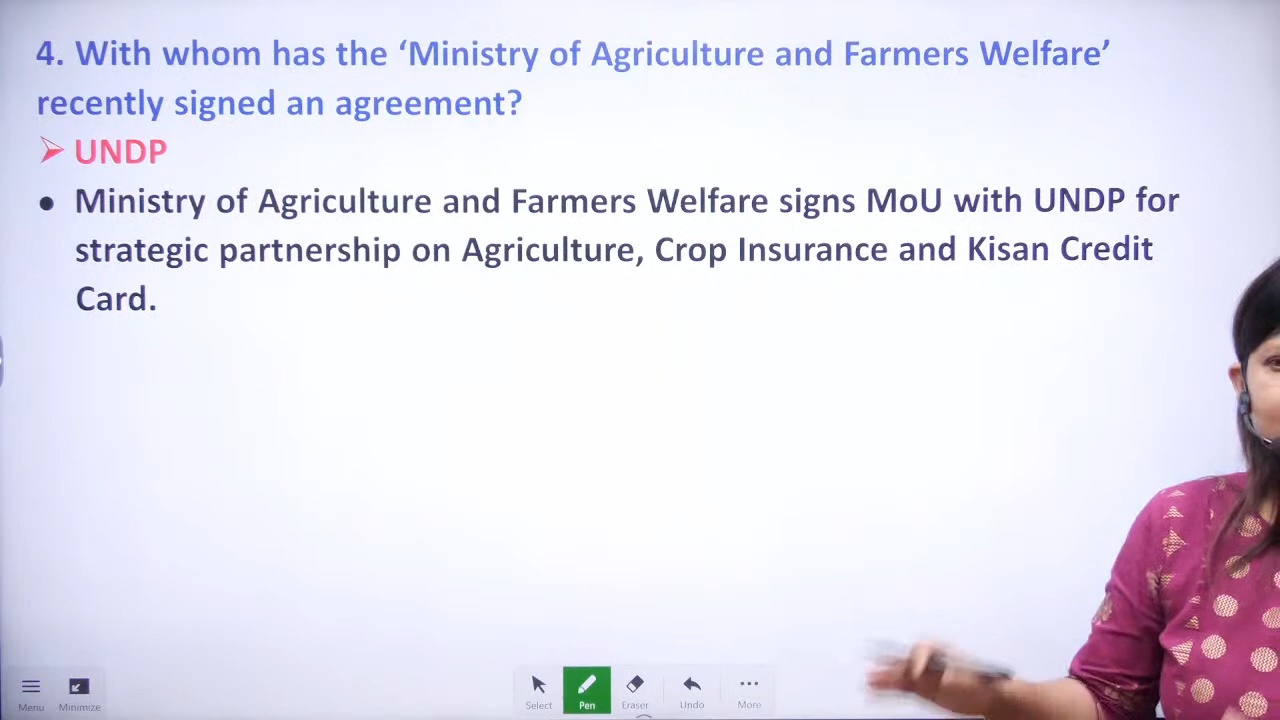 4. With whom has the ‘Ministry of Agriculture and Farmers Welfare’
recently signed an agreement?
UNDP
Ministry of Agriculture and Farmers Welfare signs MoU with UNDP for
strategic partnership on Agriculture, Crop Insurance and Kisan Credit
Card.
Menu
Minimize
Select
Pen
Eraser
Undo
More